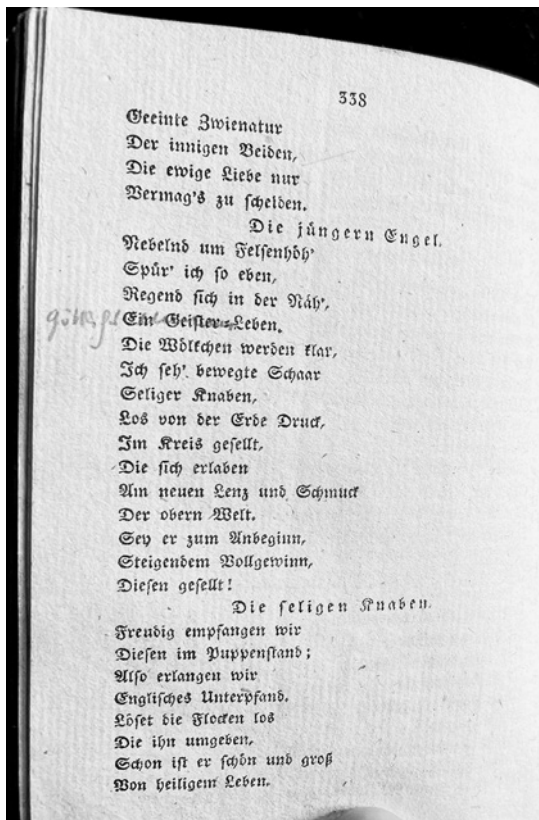 338
Geeinte Zwienatur
Der innigen Beiden,
Die ewige Liebe nur
Vermag's zu scheiden.
Die jüngern Engel.
Nebelnd um Felsenhöh'
Spür' ich so eben,
Regend sich in der Näh',
Ein Geister-Leben.
Die Wölkchen werden klar,
Ich seh' bewegte Schaar
Seliger Knaben,
Los von der Erde Druck,
Im Kreis gesellt,
Die sich erlaben
Am neuen Lenz und Schmuck
Der obern Welt.
Sey er zum Anbeginn,
Steigendem Vollgewinn,
Diesen gesellt!
Die seligen Knaben.
Freudig empfangen wir
Diesen im Puppenstand;
Also erlangen wir
Englisches Unterpfand.
Löset die Flocken los
Die ihn umgeben,
Schon ist er schön und groß
Von heiligem Leben.